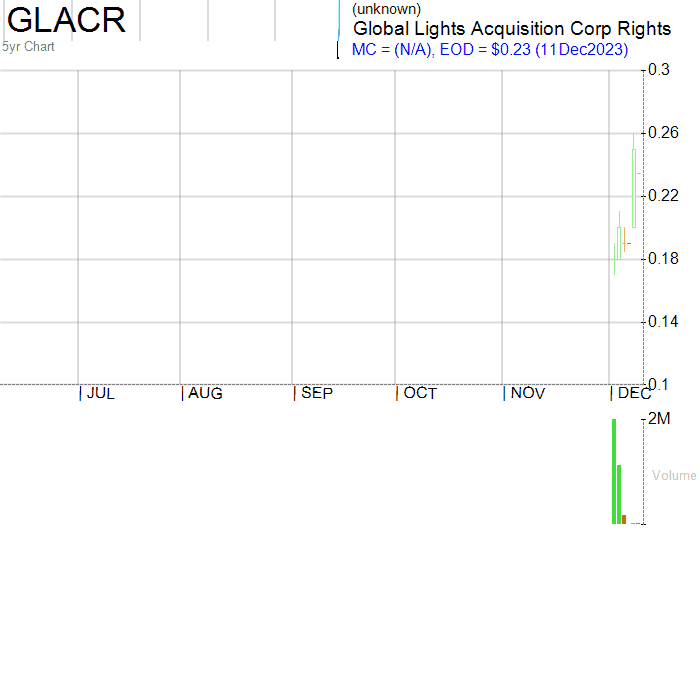 GLACR
5yr Chart
(unknown)
Global Lights Acquisition Corp Rights
MC = (N/A), EOD = $0.23 (11Dec2023)
0.3
0.26
0.22
0.18
0.14
0.1
JUL AUG SEP OCT NOV DEC
2M
Volume